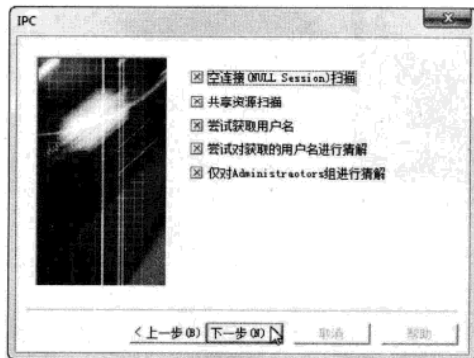 IPC
空连接(NULL Session)扫描
共享资源扫描
尝试获取用户名
尝试对获取的用户名进行猜解
仅对Administractors组进行猜解
< 上一步(B) 下一步(N) 取消 帮助